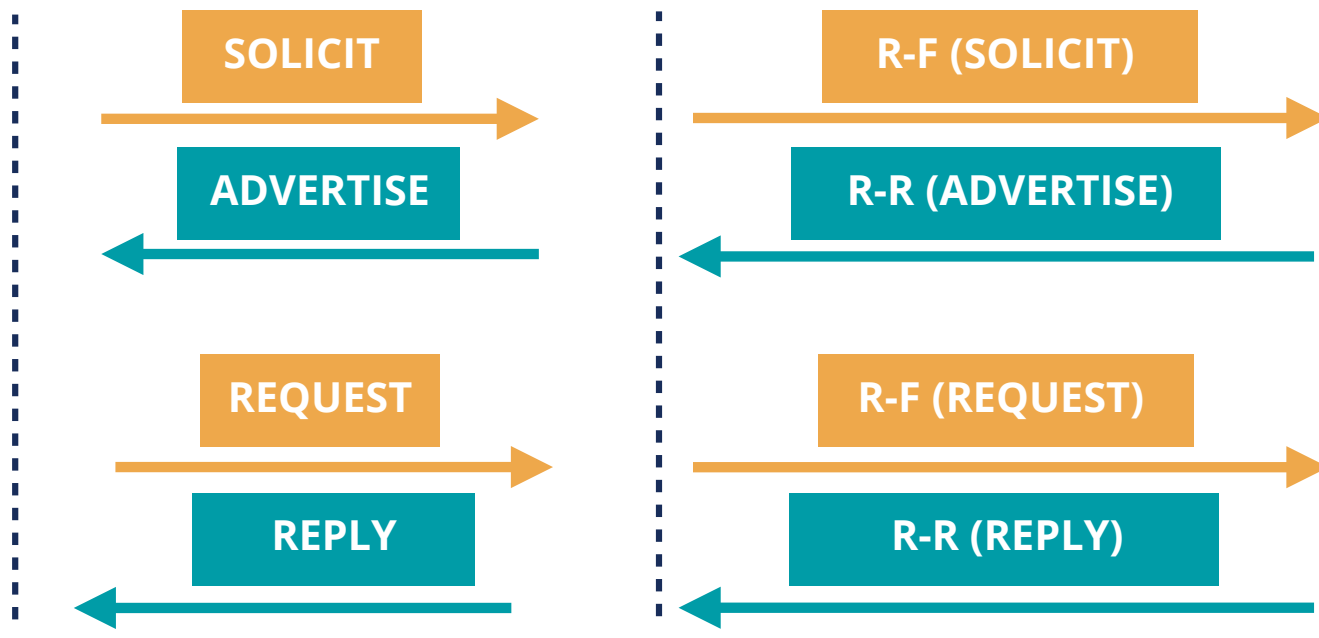 SOLICIT
R-F (SOLICIT)
ADVERTISE
R-R (ADVERTISE)
REQUEST
R-F (REQUEST)
REPLY
R-R (REPLY)